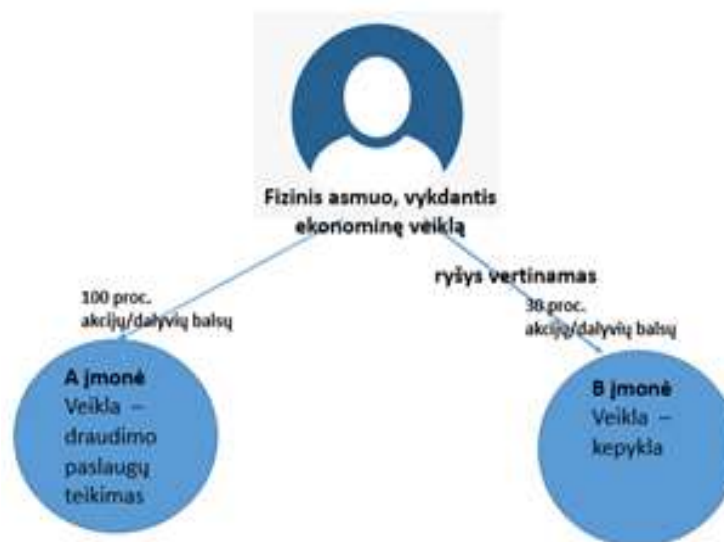 Fizinis asmuo, vykdantis
ekonominę veiklą
ryšys vertinamas
100 proc.
akcijų/dalyvių balsų
30 proc.
akcijų/dalyvių balsų
A įmonė
Veikla –
draudimo
paslaugų
teikimas
B įmonė
Veikla –
kepykla